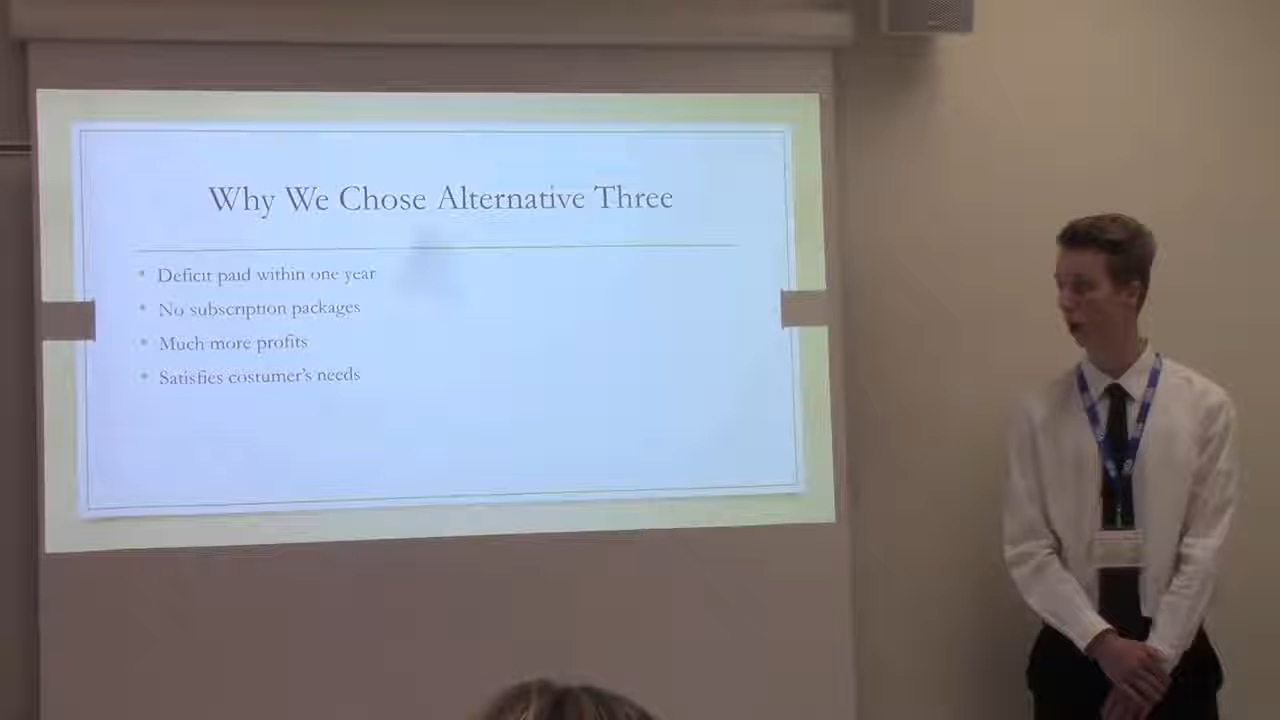 Why We Chose Alternative Three
Deficit paid within one year
No subscription packages
Much more profits
Satisfies costumer's needs